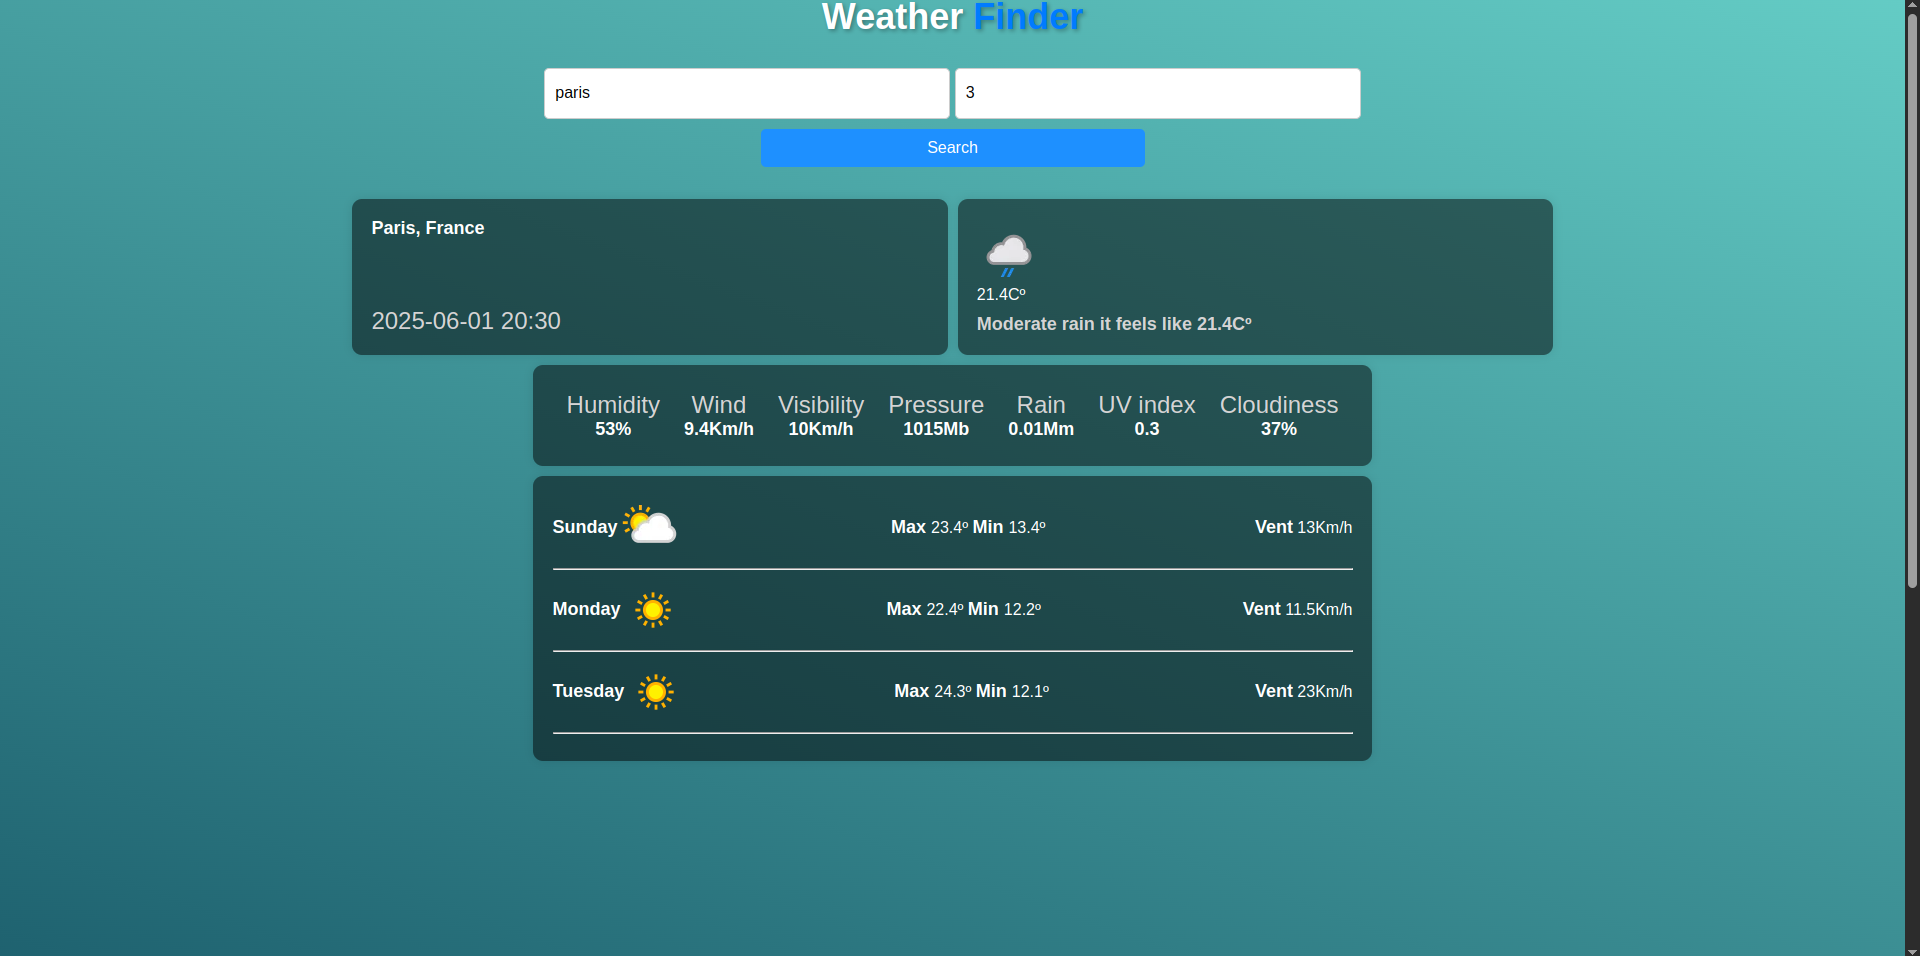 Weather Finder
paris
3
Search
Paris, France
2025-06-01 20:30
21.4Cº
Moderate rain it feels like 21.4Cº
Humidity Wind Visibility Pressure Rain UV index Cloudiness
53% 9.4Km/h 10Km/h 1015Mb 0.01Mm 0.3 37%
Sunday Max 23.4º Min 13.4º Vent 13Km/h
Monday Max 22.4º Min 12.2º Vent 11.5Km/h
Tuesday Max 24.3º Min 12.1º Vent 23Km/h